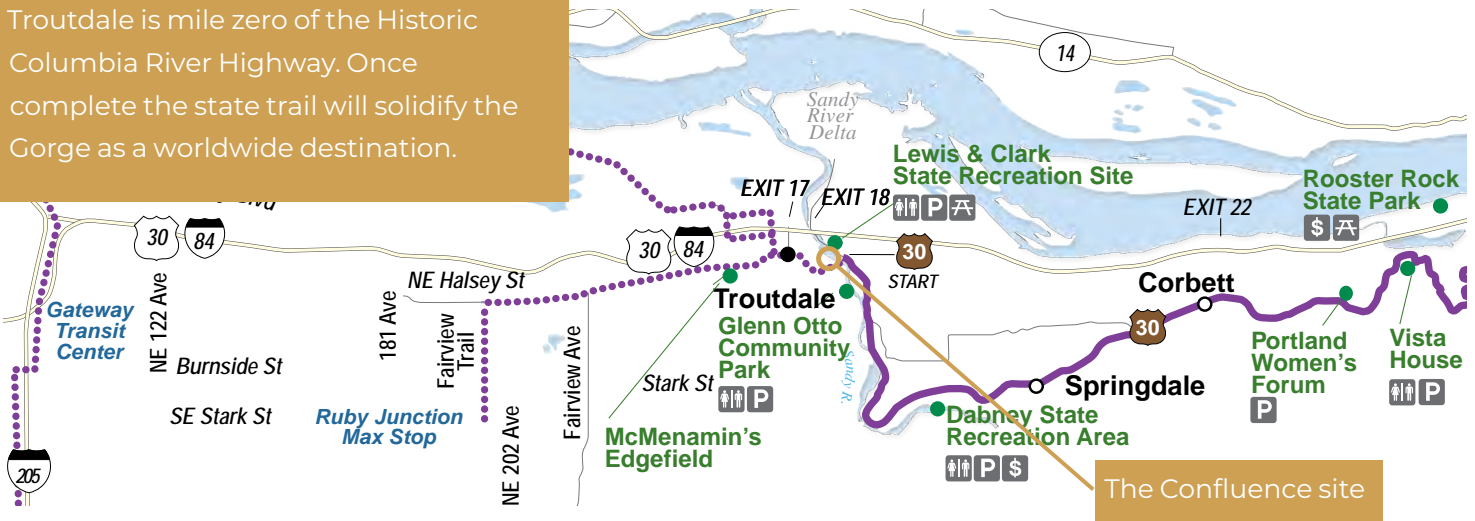 Troutdale is mile zero of the Historic
Columbia River Highway. Once
complete the state trail will solidify the
Gorge as a worldwide destination.
14
Sandy
River
Delta
Lewis & Clark
State Recreation Site
P
EXIT 17
EXIT 18
Rooster Rock
State Park
$
EXIT 22
30
84
30
84
30
START
NE Halsey St
Gateway
Transit
Center
NE 122 Ave
181 Ave
Fairview
Trail
Burnside St
SE Stark St
Ruby Junction
Max Stop
NE 202 Ave
Fairview Ave
Stark St
Troutdale
Glenn Otto
Community
Park
P
McMenamin's
Edgefield
Sandy R.
Corbett
30
Springdale
Dabney State
Recreation Area
P $
Portland
Women's
Forum
P
Vista
House
P
205
The Confluence site